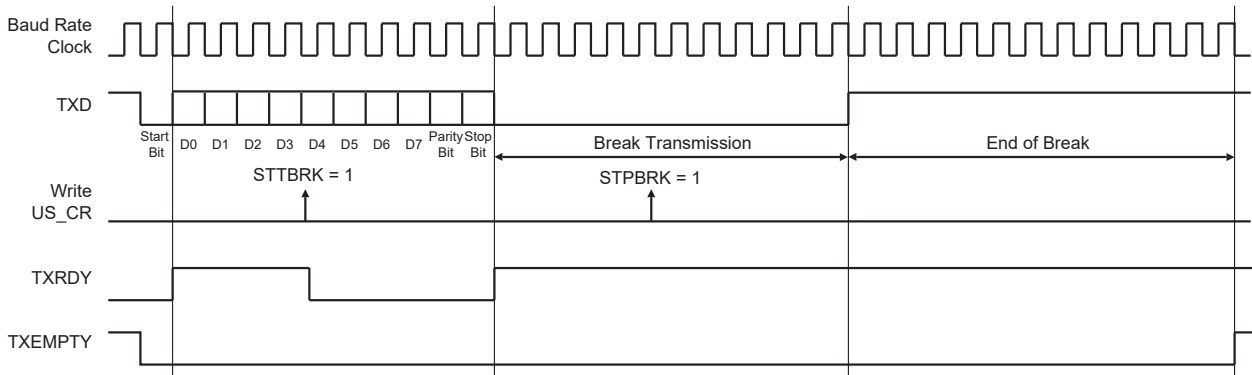 Baud Rate
Clock
TXD
Start
Bit
D0 D1 D2 D3 D4 D5 D6 D7
Parity
Bit
Stop
Bit
Break Transmission
End of Break
STTBRK = 1
STPBRK = 1
Write
US_CR
TXRDY
TXEMPTY